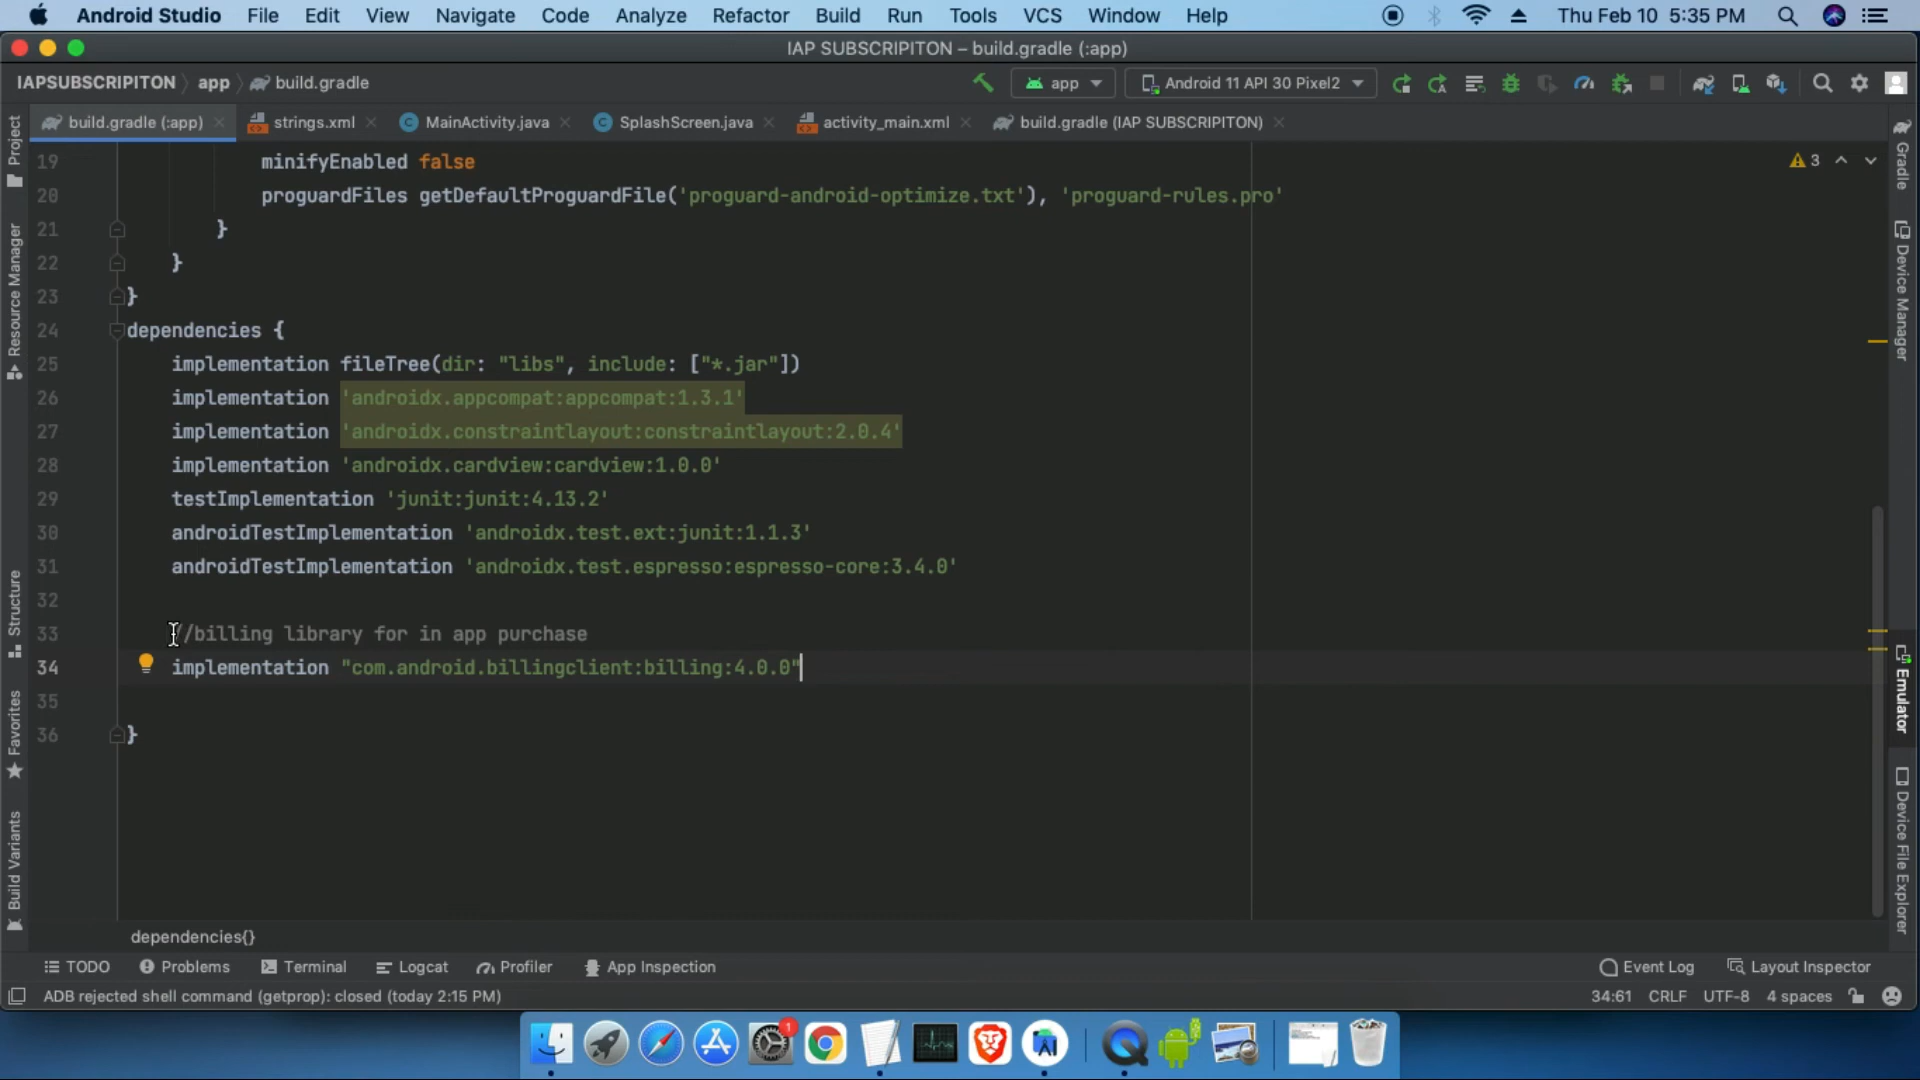 Android Studio File Edit View Navigate Code Analyze Refactor Build Run Tools VCS Window Help Thu Feb 10 5:35 PM
IAP SUBSCRIPITON – build.gradle (:app)
IAPSUBSCRIPITON app build.gradle app Android 11 API 30 Pixel2
build.gradle (:app) strings.xml MainActivity.java SplashScreen.java activity_main.xml build.gradle (IAP SUBSCRIPITON)
19 minifyEnabled false
3
20 proguardFiles getDefaultProguardFile('proguard-android-optimize.txt'), 'proguard-rules.pro'
21 }
22 }
23 }
24 dependencies {
25 implementation fileTree(dir: "libs", include: ["*.jar"])
26 implementation 'androidx.appcompat:appcompat:1.3.1'
27 implementation 'androidx.constraintlayout:constraintlayout:2.0.4'
28 implementation 'androidx.cardview:cardview:1.0.0'
29 testImplementation 'junit:junit:4.13.2'
30 androidTestImplementation 'androidx.test.ext:junit:1.1.3'
31 androidTestImplementation 'androidx.test.espresso:espresso-core:3.4.0'
32
33 //billing library for in app purchase
34 implementation "com.android.billingclient:billing:4.0.0"
35
36 }
dependencies{}
Project
Resource Manager
Structure
Favorites
Build Variants
Gradle
Device Manager
Emulator
Device File Explorer
TODO Problems Terminal Logcat Profiler App Inspection Event Log Layout Inspector
ADB rejected shell command (getprop): closed (today 2:15 PM) 34:61 CRLF UTF-8 4 spaces
1